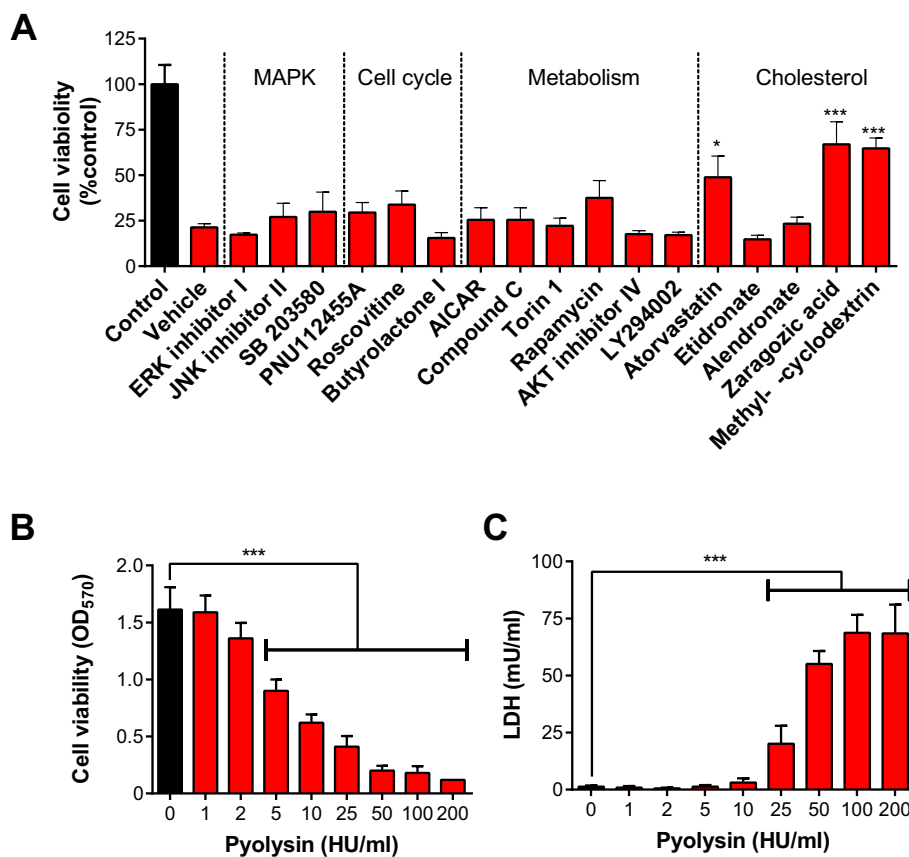 A
Cell viabiolity
(%control)
125
100
75
50
25
0
MAPK
Cell cycle
Metabolism
Cholesterol
*
***
***
Control
Vehicle
ERK inhibitor I
JNK inhibitor II
SB 203580
PNU112455A
Roscovitine
Butyrolactone I
AICAR
Compound C
Torin 1
Rapamycin
AKT inhibitor IV
LY294002
Atorvastatin
Etidronate
Alendronate
Zaragozic acid
Methyl- -cyclodextrin
B
Cell viability (OD570)
2.0
1.5
1.0
0.5
0
***
0 1 2 5 10 25 50 100 200
Pyolysin (HU/ml)
C
LDH (mU/ml)
100
75
50
25
0
***
0 1 2 5 10 25 50 100 200
Pyolysin (HU/ml)